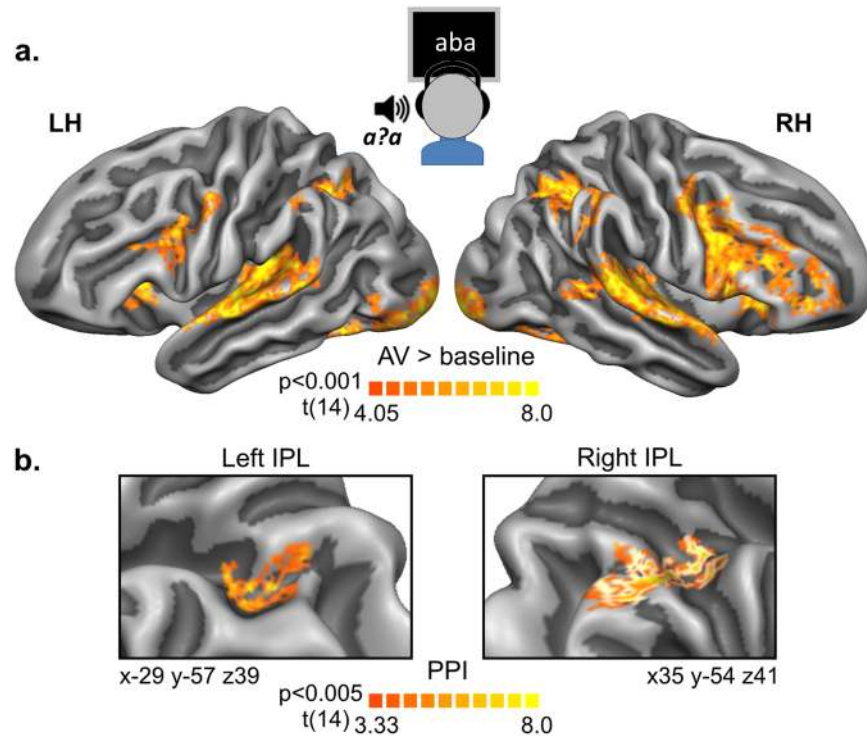 a.
aba
a?a
LH
RH
AV > baseline
p<0.001
t(14) 4.05 8.0
b.
Left IPL
Right IPL
x-29 y-57 z39
PPI
x35 y-54 z41
p<0.005
t(14) 3.33 8.0